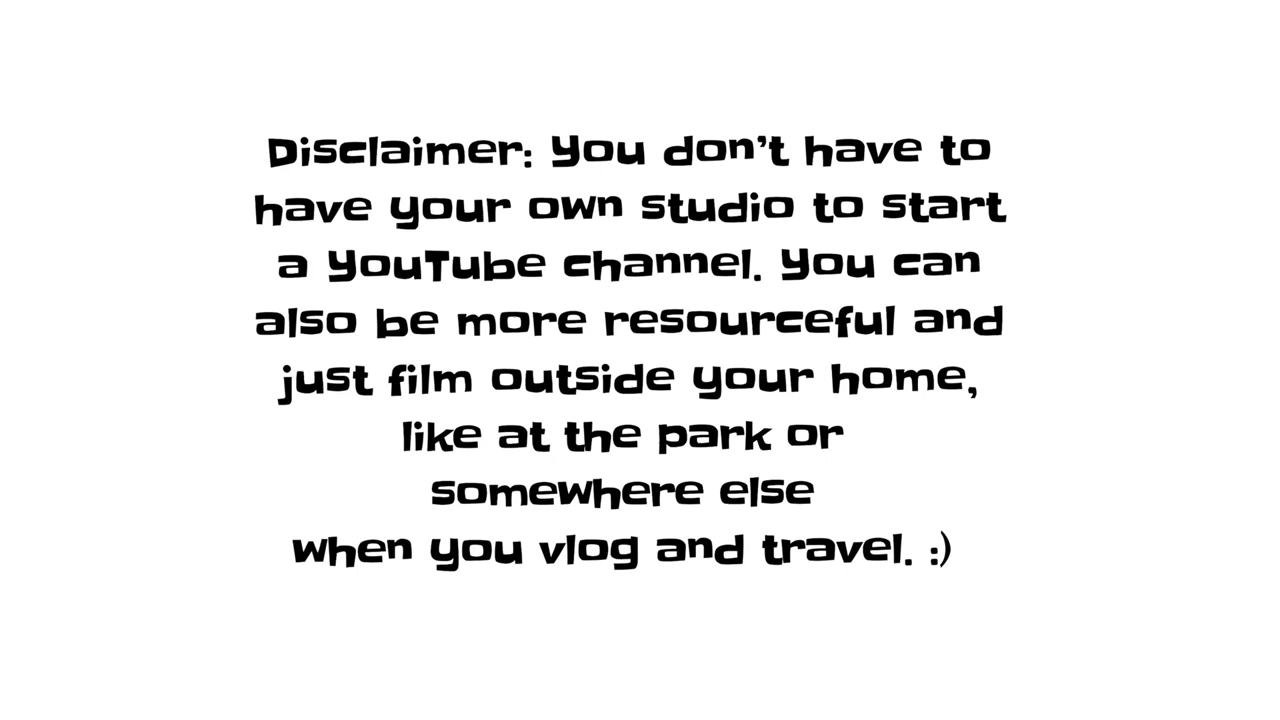 Disclaimer: You don't have to
have your own studio to start
a YouTube channel. You can
also be more resourceful and
just film outside your home,
like at the park or
somewhere else
when you vlog and travel. :)